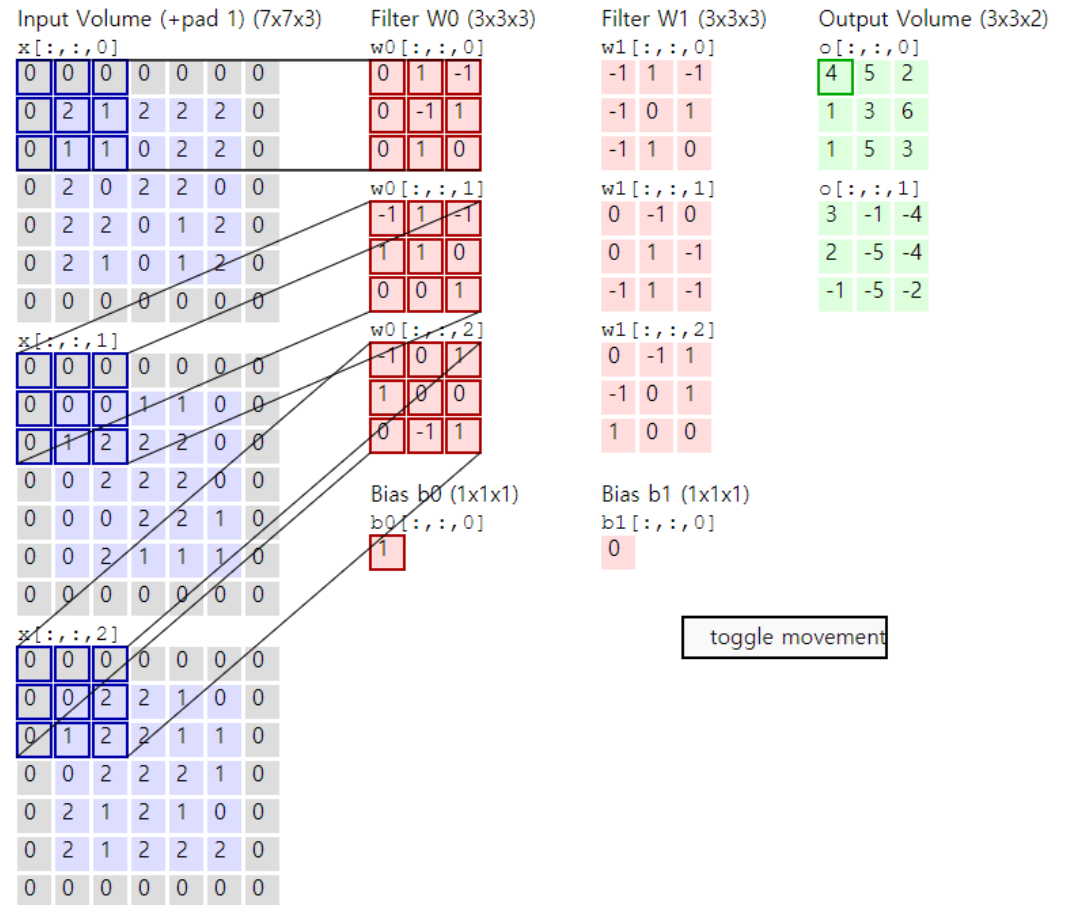 Input Volume (+pad 1) (7x7x3)
x[:,:,0]
0 0 0 0 0 0 0
0 2 1 2 2 2 0
0 1 1 0 2 2 0
0 2 0 2 2 0 0
0 2 2 0 1 2 0
0 2 1 0 1 2 0
0 0 0 0 0 0 0
x[:,:,1]
0 0 0 0 0 0 0
0 0 0 1 1 0 0
0 1 2 2 2 0 0
0 0 2 2 2 0 0
0 0 0 2 2 1 0
0 0 2 1 1 1 0
0 0 0 0 0 0 0
x[:,:,2]
0 0 0 0 0 0 0
0 0 2 2 1 0 0
0 1 2 2 1 1 0
0 0 2 2 2 1 0
0 2 1 2 1 0 0
0 2 1 2 2 2 0
0 0 0 0 0 0 0
Filter W0 (3x3x3)
w0[:,:,0]
0 1 -1
0 -1 1
0 1 0
w0[:,:,1]
-1 1 -1
1 1 0
0 0 1
w0[:,:,2]
-1 0 1
1 0 0
0 -1 1
Bias b0 (1x1x1)
b0[:,:,0]
1
Filter W1 (3x3x3)
w1[:,:,0]
-1 1 -1
-1 0 1
-1 1 0
w1[:,:,1]
0 -1 0
0 1 -1
-1 1 -1
w1[:,:,2]
0 -1 1
-1 0 1
1 0 0
Bias b1 (1x1x1)
b1[:,:,0]
0
Output Volume (3x3x2)
o[:,:,0]
4 5 2
1 3 6
1 5 3
o[:,:,1]
3 -1 -4
2 -5 -4
-1 -5 -2
toggle movement